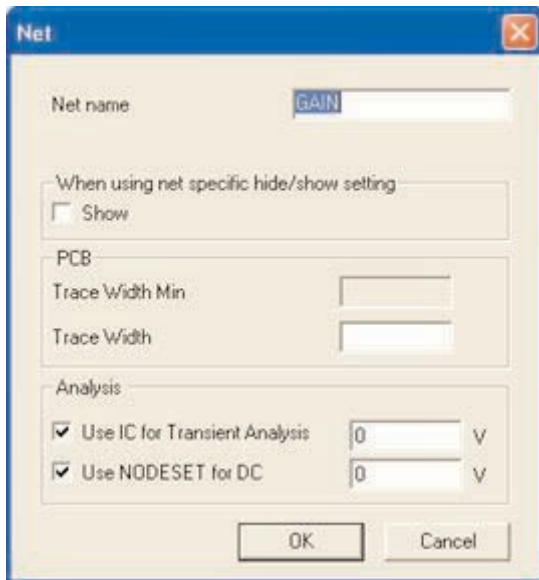 Net
Net name GAIN
When using net specific hide/show setting
Show
PCB
Trace Width Min
Trace Width
Analysis
Use IC for Transient Analysis 0 V
Use NODESET for DC 0 V
OK Cancel